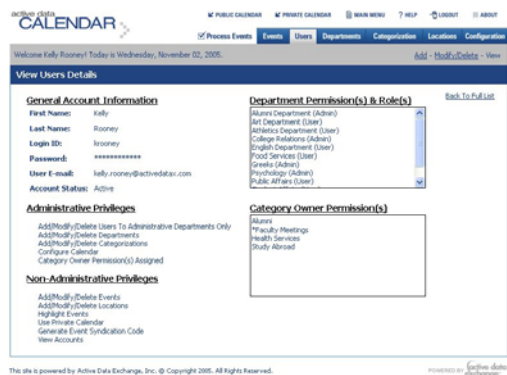 active data
CALENDAR
PUBLIC CALENDAR
PRIVATE CALENDAR
MAIN MENU
HELP
LOGOUT
ABOUT
Process Events
Events
Users
Departments
Categorization
Locations
Configuration
Welcome Kelly Rooney! Today is Wednesday, November 02, 2005.
Add - Modify/Delete - View
View Users Details
General Account Information
First Name: Kelly
Last Name: Rooney
Login ID: krooney
Password: ************
User E-mail: kelly.rooney@activedatax.com
Account Status: Active
Administrative Privileges
Add/Modify/Delete Users To Administrative Departments Only
Add/Modify/Delete Departments
Add/Modify/Delete Categorizations
Configure Calendar
Category Owner Permission(s) Assigned
Non-Administrative Privileges
Add/Modify/Delete Events
Add/Modify/Delete Locations
Highlight Events
Use Private Calendar
Generate Event Syndication Code
View Accounts
Department Permission(s) & Role(s)
Back To Full List
Alumni Department (Admin)
Art Department (User)
Athletics Department (User)
College Relations (Admin)
English Department (User)
Food Services (User)
Greeks (Admin)
Psychology (Admin)
Public Affairs (User)
Category Owner Permission(s)
Alumni
*Faculty Meetings
Health Services
Study Abroad
This site is powered by Active Data Exchange, Inc. © Copyright 2005. All Rights Reserved.
POWERED BY
active data
exchange